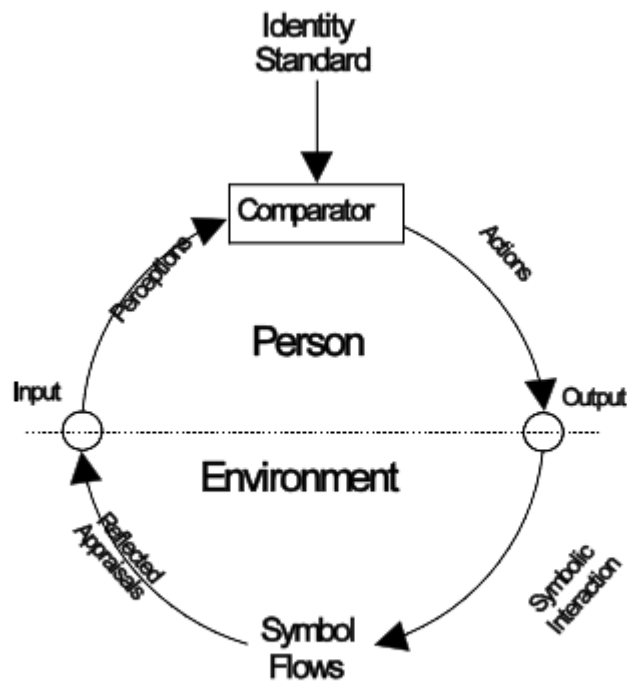 Identity
Standard
Comparator
Perceptions
Actions
Person
Input
Output
Environment
Reflected
Appraisals
Symbolic
Interaction
Symbol
Flows